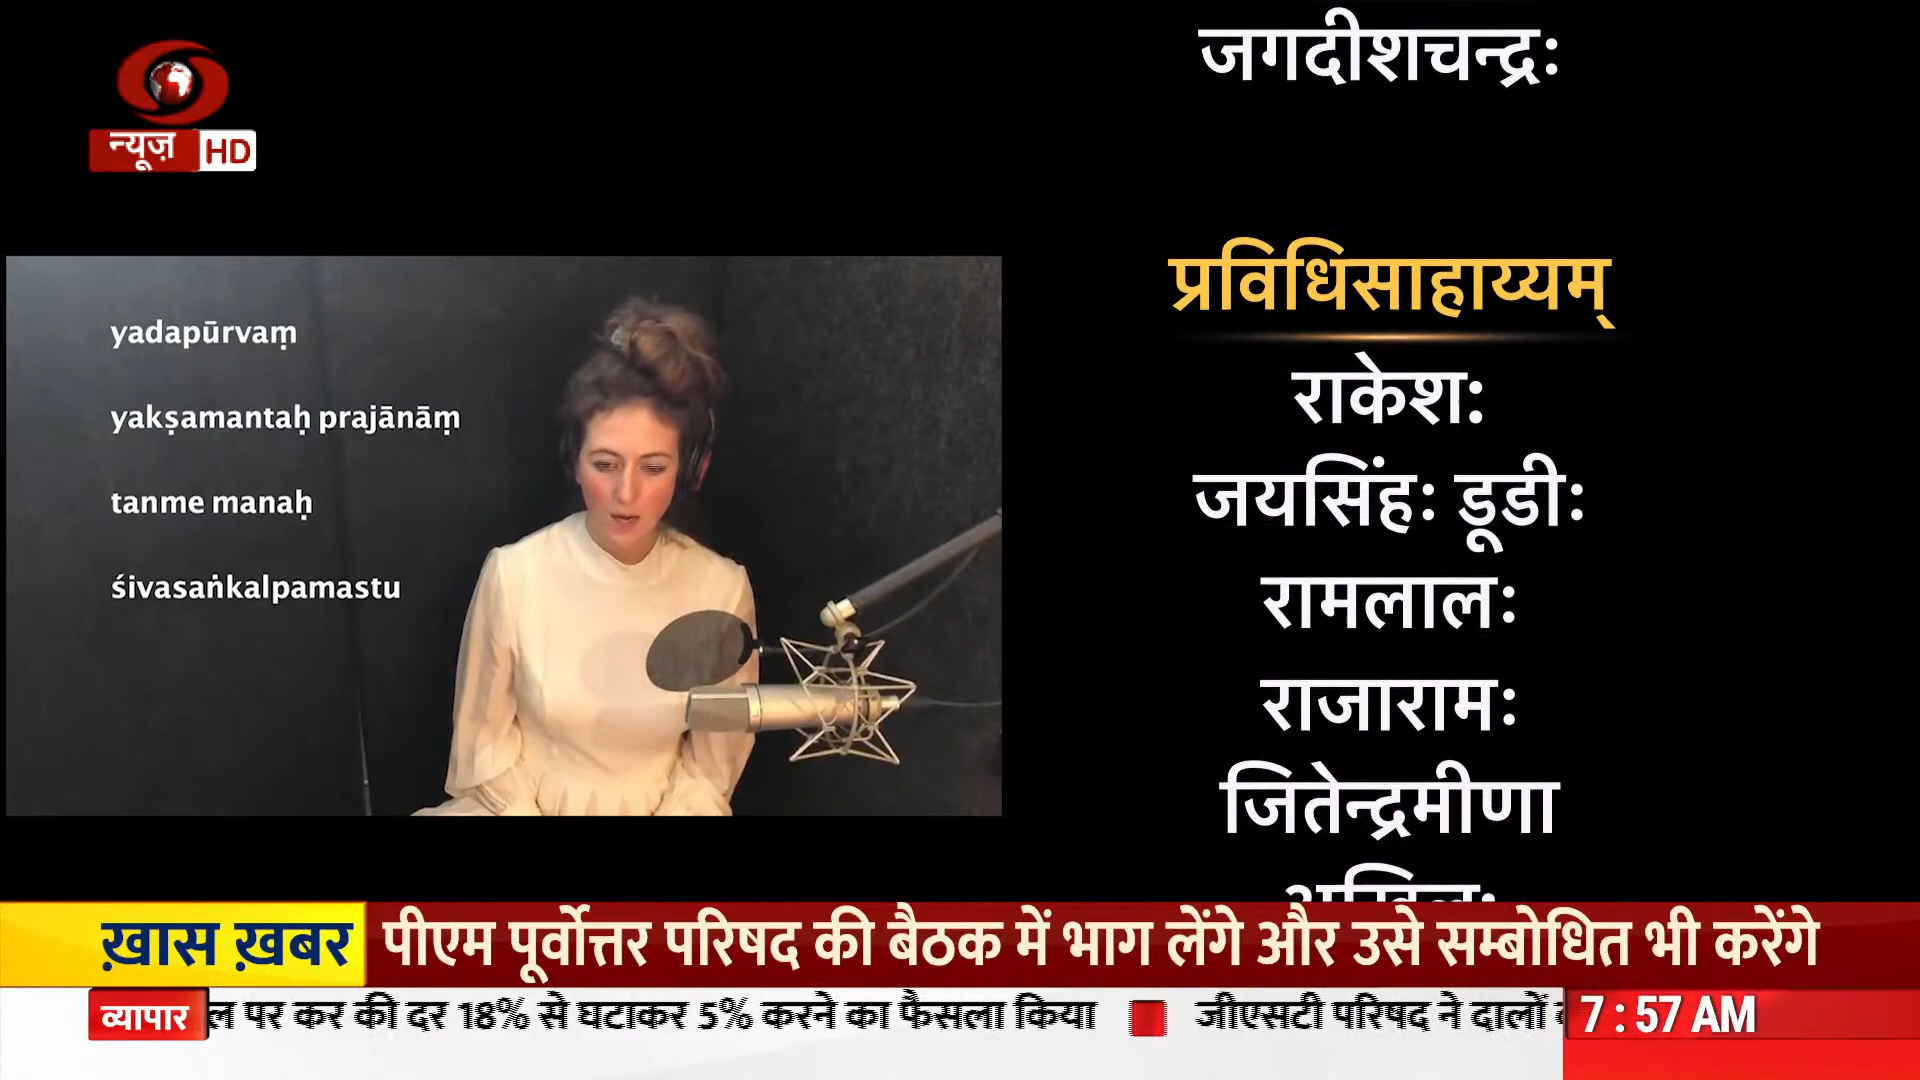 न्यूज़ HD
yadapūrvaṃ
yakṣamantaḥ prajānāṃ
tanme manaḥ
śivasaṅkalpamastu
जगदीशचन्द्रः
प्रविधिसाहाय्यम्
राकेशः
जयसिंहः डूडीः
रामलालः
राजारामः
जितेन्द्रमीणा
ख़ास ख़बर पीएम पूर्वोत्तर परिषद की बैठक में भाग लेंगे और उसे सम्बोधित भी करेंगे
व्यापार ल पर कर की दर 18% से घटाकर 5% करने का फैसला किया जीएसटी परिषद ने दालों 7 : 57 AM